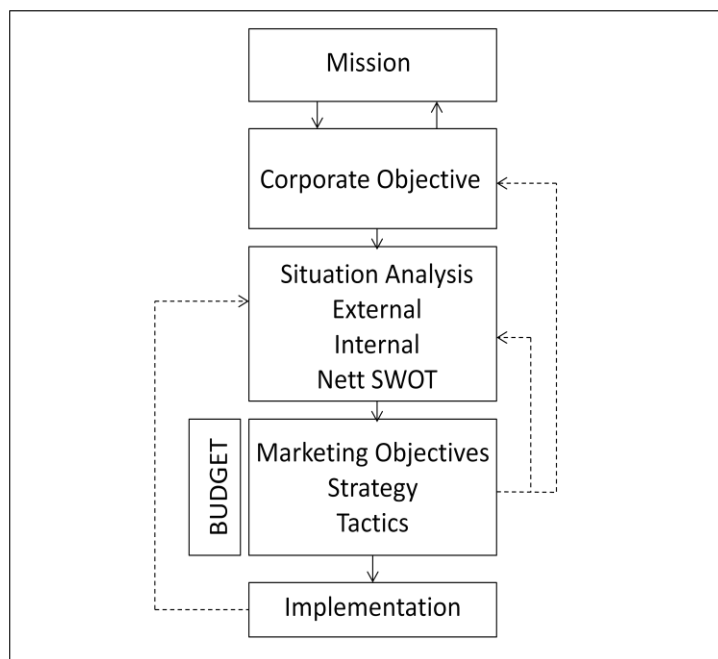 Mission
Corporate Objective
Situation Analysis
External
Internal
Nett SWOT
BUDGET
Marketing Objectives
Strategy
Tactics
Implementation